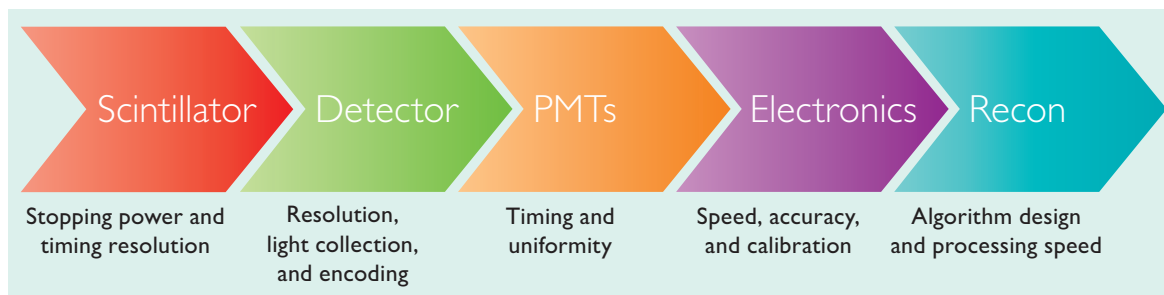 Scintillator
Detector
PMTs
Electronics
Recon
Stopping power and
timing resolution
Resolution,
light collection,
and encoding
Timing and
uniformity
Speed, accuracy,
and calibration
Algorithm design
and processing speed